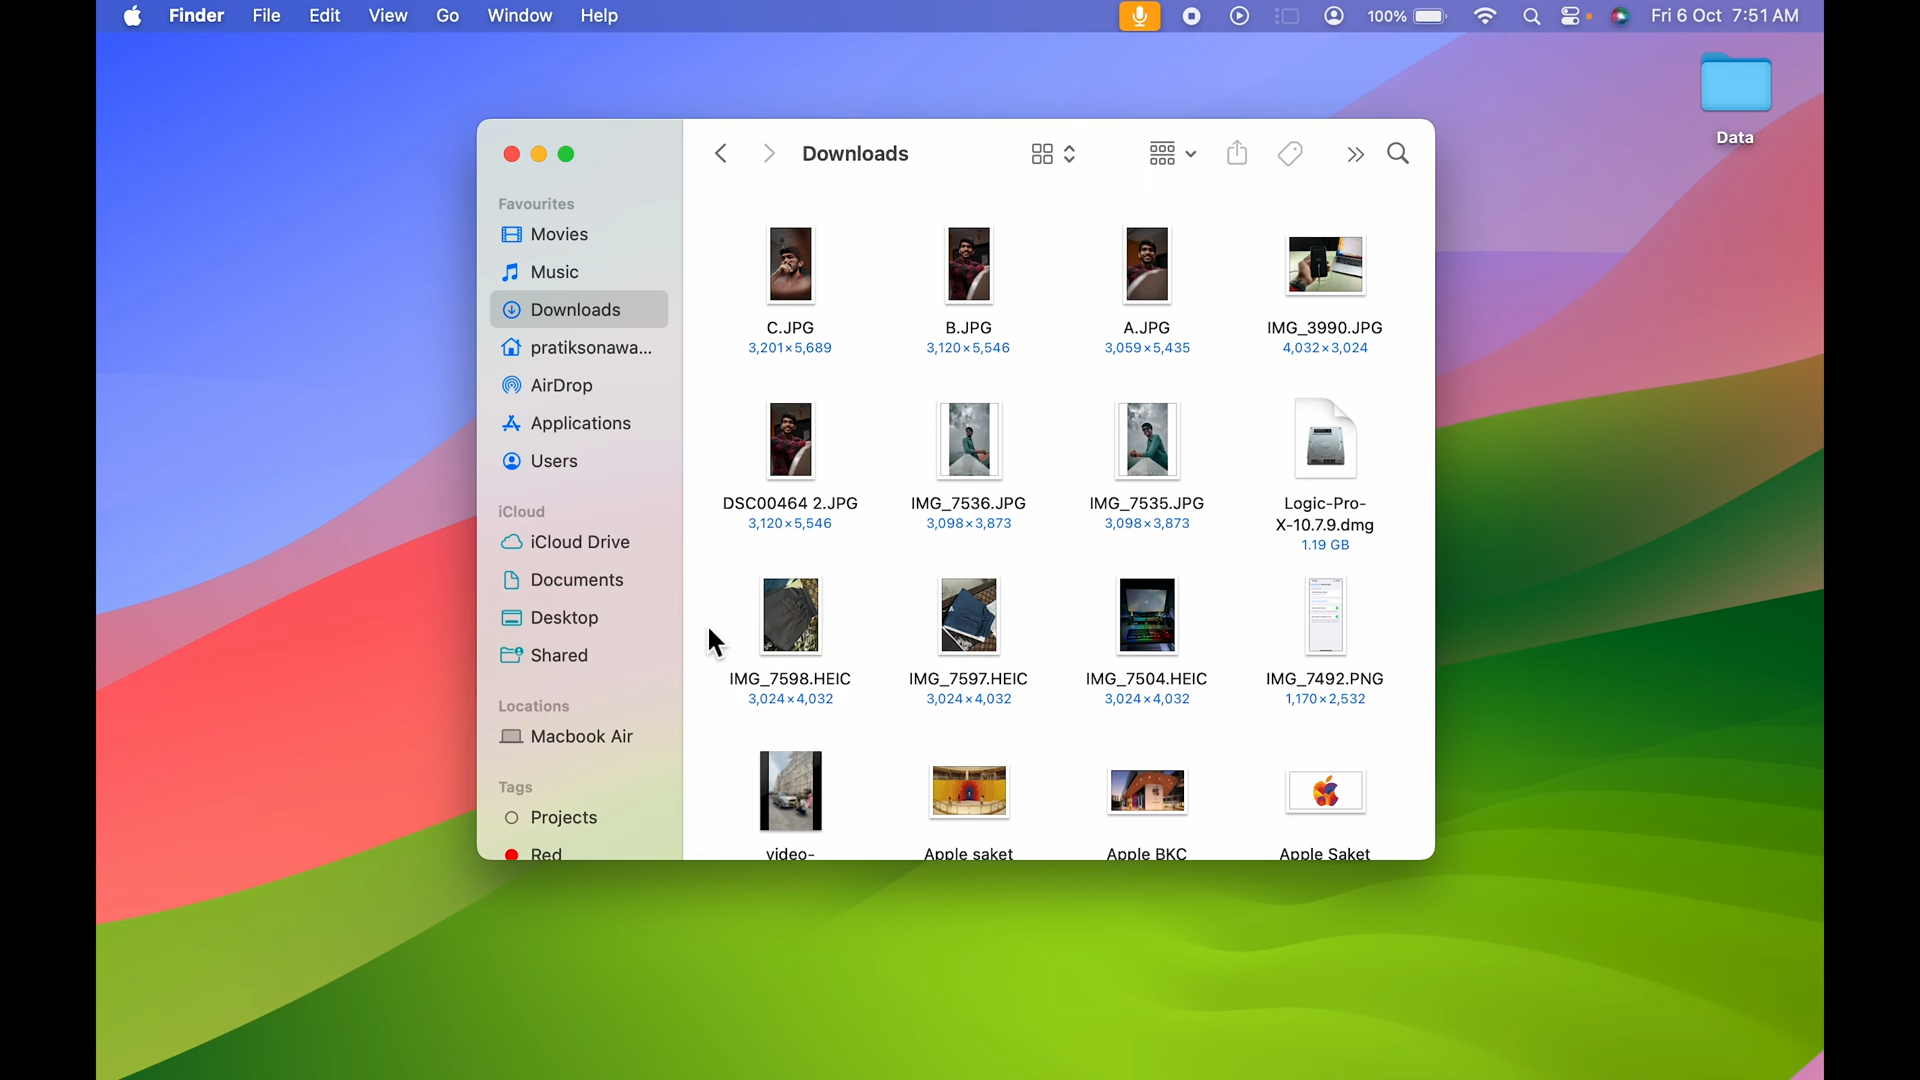 Finder File Edit View Go Window Help 100% Fri 6 Oct 7:51 AM
Data
Downloads
Favourites
Movies
Music
Downloads
pratiksonawa...
AirDrop
Applications
Users
iCloud
iCloud Drive
Documents
Desktop
Shared
Locations
Macbook Air
Tags
Projects
Red
C.JPG B.JPG A.JPG IMG_3990.JPG
3,201×5,689 3,120×5,546 3,059×5,435 4,032×3,024
DSC00464 2.JPG IMG_7536.JPG IMG_7535.JPG Logic-Pro-
X-10.7.9.dmg
3,120×5,546 3,098×3,873 3,098×3,873 1.19 GB
IMG_7598.HEIC IMG_7597.HEIC IMG_7504.HEIC IMG_7492.PNG
3,024×4,032 3,024×4,032 3,024×4,032 1,170×2,532
video- Apple saket Apple BKC Apple Saket